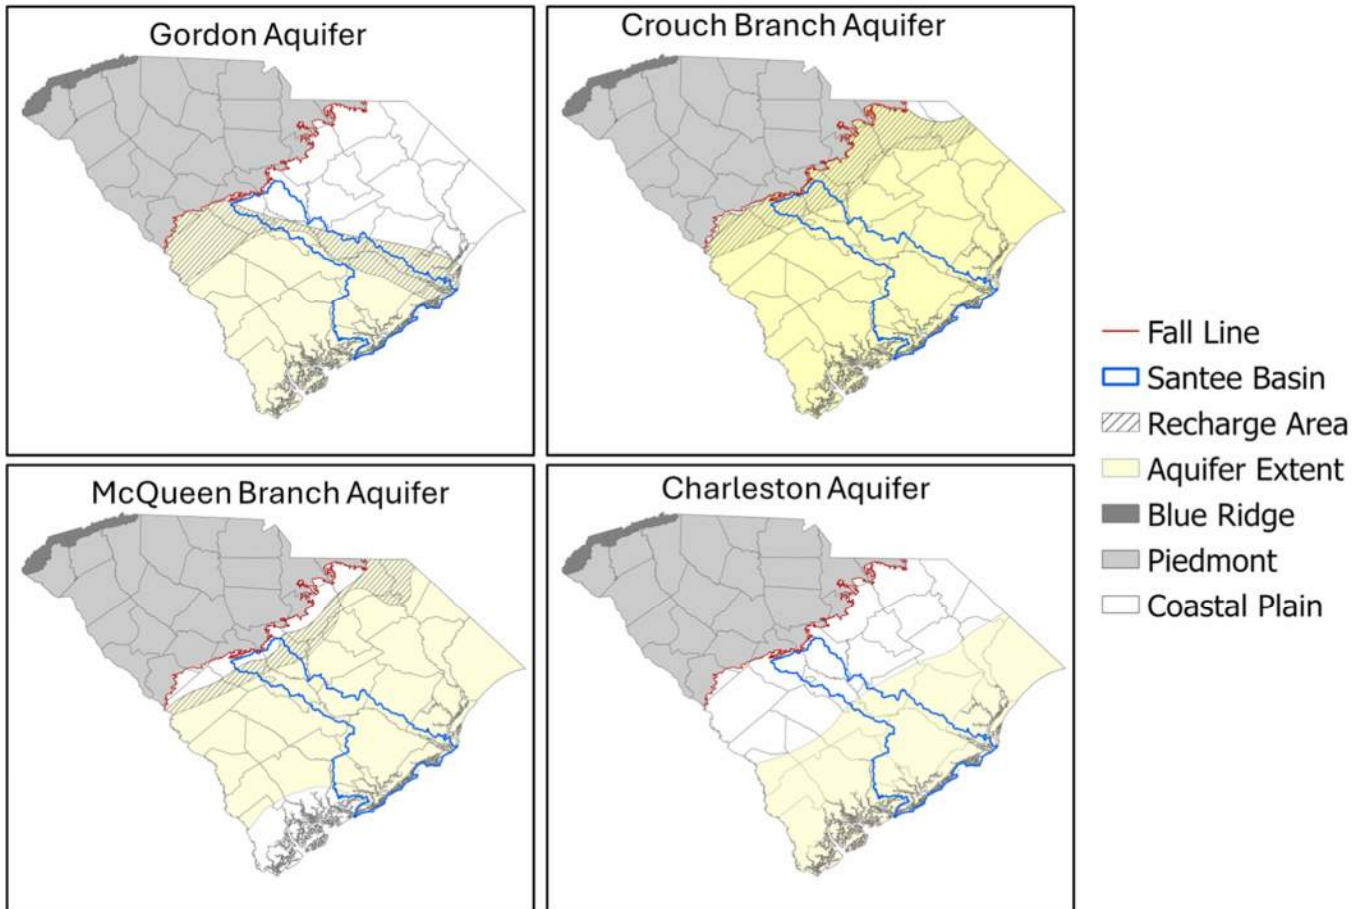 Gordon Aquifer
Crouch Branch Aquifer
McQueen Branch Aquifer
Charleston Aquifer
Fall Line
Santee Basin
Recharge Area
Aquifer Extent
Blue Ridge
Piedmont
Coastal Plain